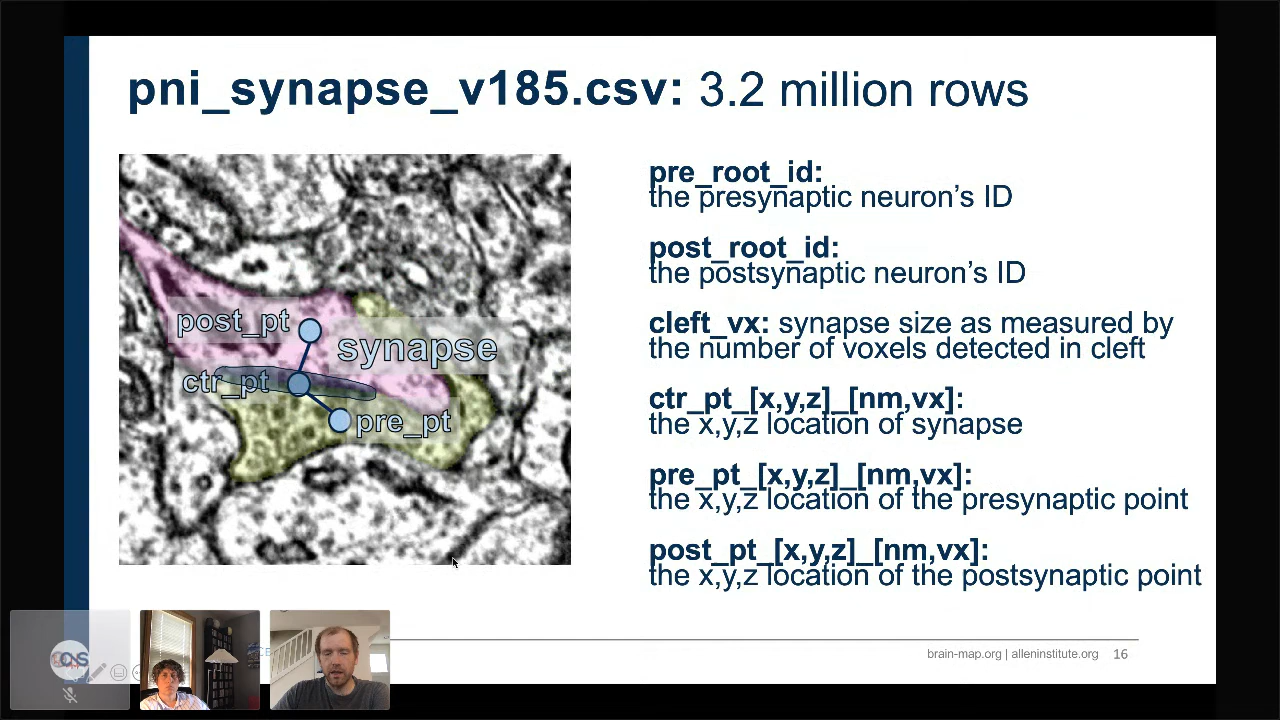 pni_synapse_v185.csv: 3.2 million rows
post_pt
synapse
ctr_pt
pre_pt
pre_root_id:
the presynaptic neuron’s ID
post_root_id:
the postsynaptic neuron’s ID
cleft_vx: synapse size as measured by
the number of voxels detected in cleft
ctr_pt_[x,y,z]_[nm,vx]:
the x,y,z location of synapse
pre_pt_[x,y,z]_[nm,vx]:
the x,y,z location of the presynaptic point
post_pt_[x,y,z]_[nm,vx]:
the x,y,z location of the postsynaptic point
brain-map.org | alleninstitute.org 16